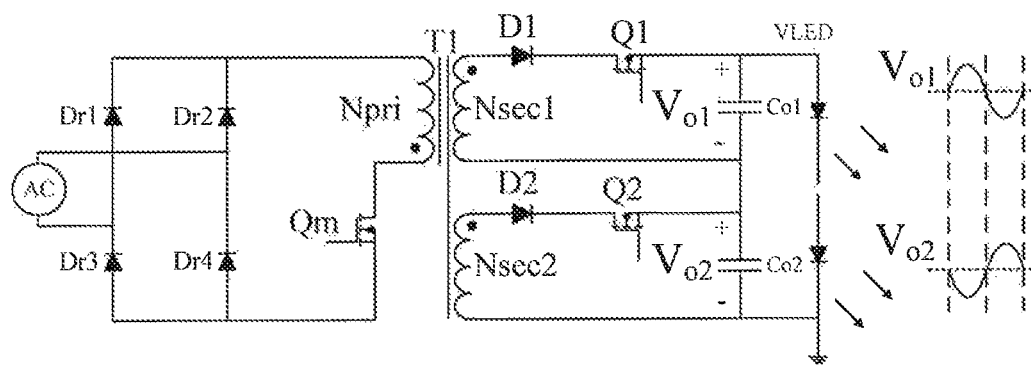 D1
Q1
VLED
T1
Dr1
Dr2
Npri
Nsec1
+
Vo1
-
Co1
Vo1
AC
D2
Q2
Qm
Dr3
Dr4
Nsec2
+
Vo2
-
Co2
Vo2